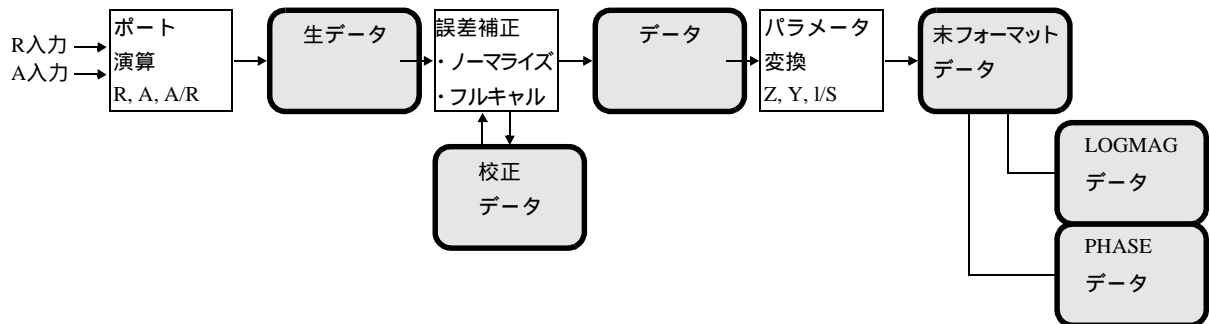 R入力
A入力
ポート
演算
R, A, A/R
生データ
誤差補正
・ノーマライズ
・フルキャル
校正
データ
データ
パラメータ
変換
Z, Y, l/S
末フォーマット
データ
LOGMAG
データ
PHASE
データ